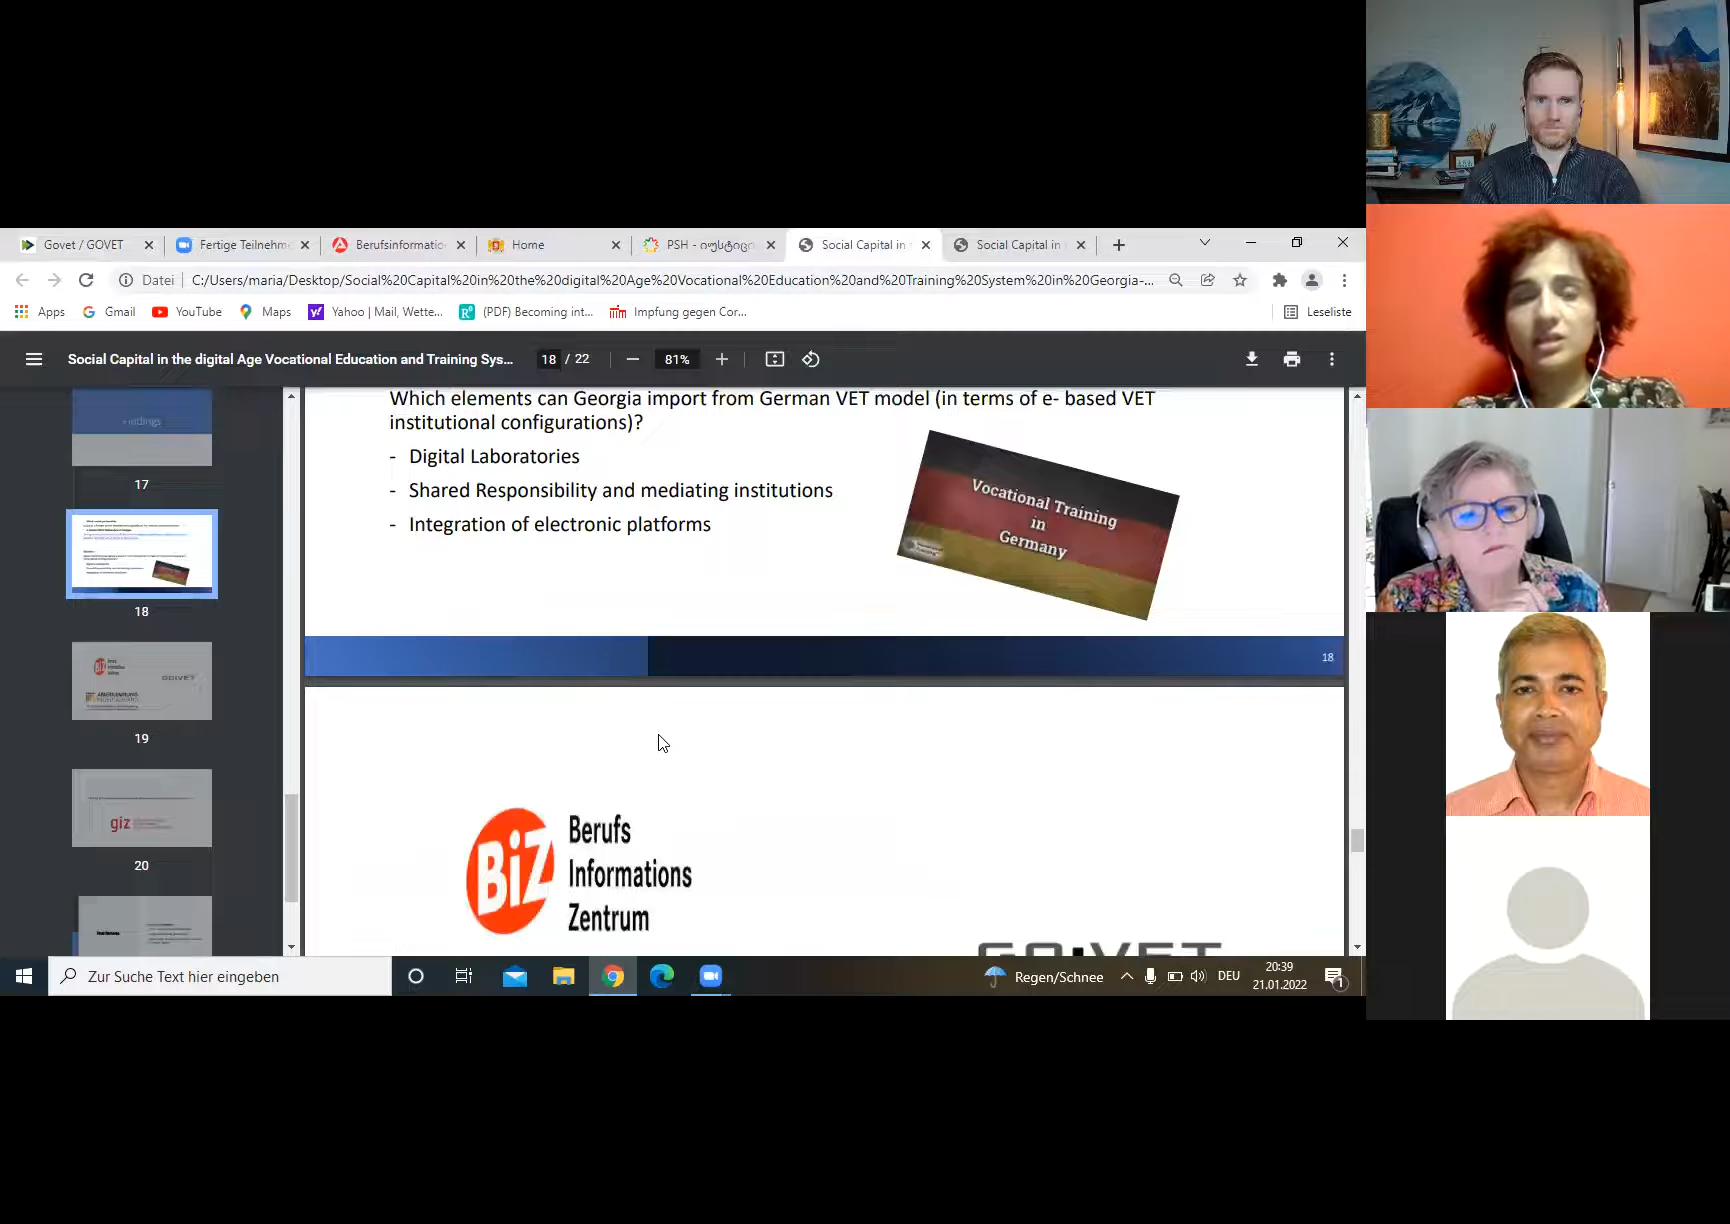 Govet / GOVET
Fertige Teilnehm
Berufsinformatio
Home
PSH - იუსტიცი
Social Capital in
Social Capital in
Datei
C:/Users/maria/Desktop/Social%20Capital%20in%20the%20digital%20Age%20Vocational%20Education%20and%20Training%20System%20in%20Georgia-...
Apps
Gmail
YouTube
Maps
Yahoo | Mail, Wette...
(PDF) Becoming int...
Impfung gegen Cor...
Leseliste
Social Capital in the digital Age Vocational Education and Training Sys...
18 / 22
81%
17
18
19
giz
20
Which elements can Georgia import from German VET model (in terms of e- based VET
institutional configurations)?
- Digital Laboratories
- Shared Responsibility and mediating institutions
- Integration of electronic platforms
Vocational Training
in
Germany
18
BiZ
Berufs
Informations
Zentrum
GO:VET
Zur Suche Text hier eingeben
Regen/Schnee
DEU
20:39
21.01.2022
1